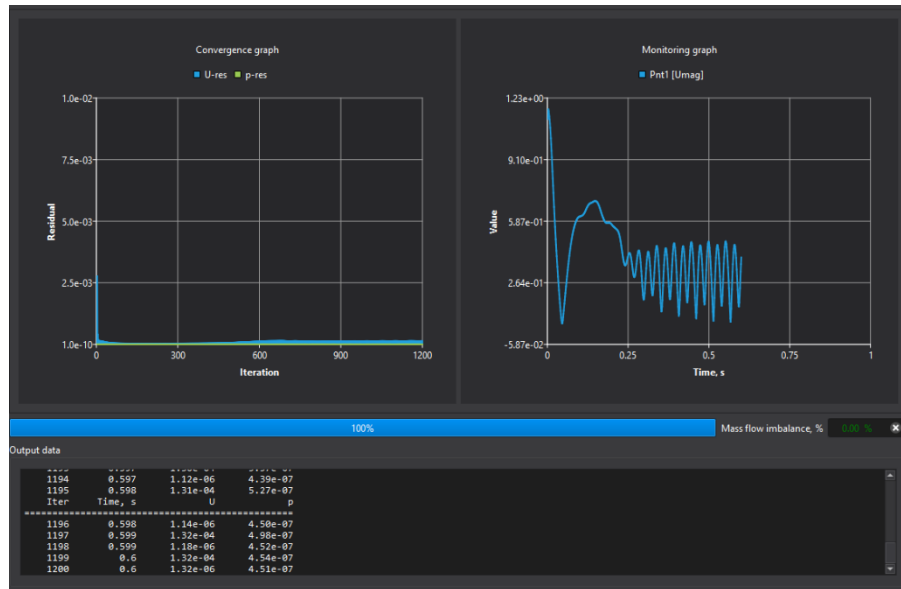 Convergence graph
U-res p-res
1.0e-02
7.5e-03
5.0e-03
2.5e-03
1.0e-10
Residual
0 300 600 900 1200
Iteration
Monitoring graph
Pnt1 [Umag]
1.23e+00
9.10e-01
5.87e-01
2.64e-01
-5.87e-02
Value
0 0.25 0.5 0.75 1
Time, s
100% Mass flow imbalance, % 0.00 %
Output data
1194 0.597 1.12e-06 4.39e-07
1195 0.598 1.31e-04 5.27e-07
Iter Time, s U p
==================================================
1196 0.598 1.14e-06 4.50e-07
1197 0.599 1.32e-04 4.98e-07
1198 0.599 1.18e-06 4.52e-07
1199 0.6 1.32e-04 4.54e-07
1200 0.6 1.32e-06 4.51e-07